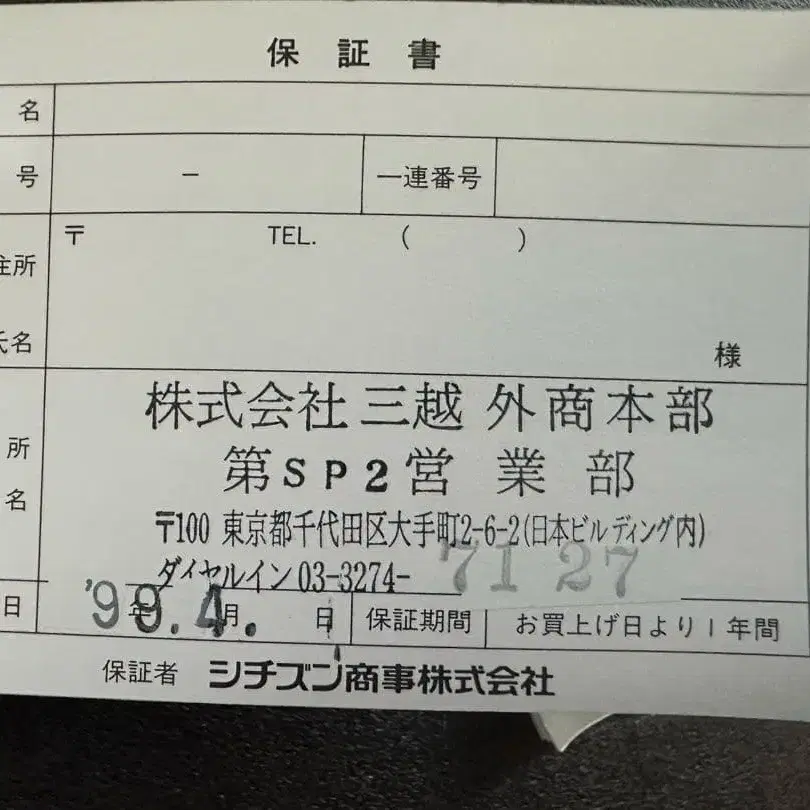 保証書
名
号 － 一連番号
〒 TEL. ( )
住所
氏名 様
株式会社三越 外商本部
第SP2営業部
所
名
〒100 東京都千代田区大手町2-6-2(日本ビルディング内)
ダイヤルイン 03-3274-7127
日 '99.4. 年 月 日 保証期間 お買上げ日より1年間
保証者 シチズン商事株式会社